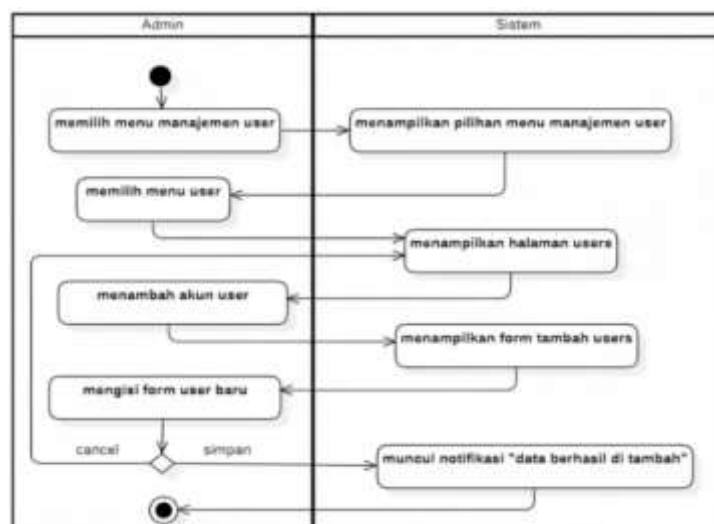 Admin
Sistem
memilih menu manajemen user
menampilkan pilihan menu manajemen user
memilih menu user
menampilkan halaman users
menambah akun user
menampilkan form tambah users
mengisi form user baru
cancel
simpan
muncul notifikasi "data berhasil di tambah"